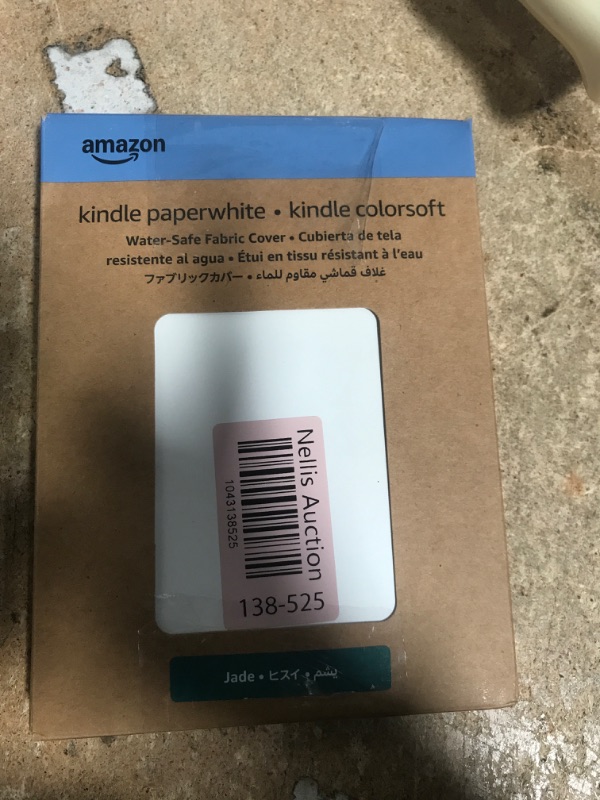 amazon
kindle paperwhite • kindle colorsoft
Water-Safe Fabric Cover • Cubierta de tela
resistente al agua • Étui en tissu résistant à l'eau
ファブリックカバー • غلاف قماشي مقاوم للماء
Nellis Auction
1043138525
138-525
Jade • ヒスイ • يشم